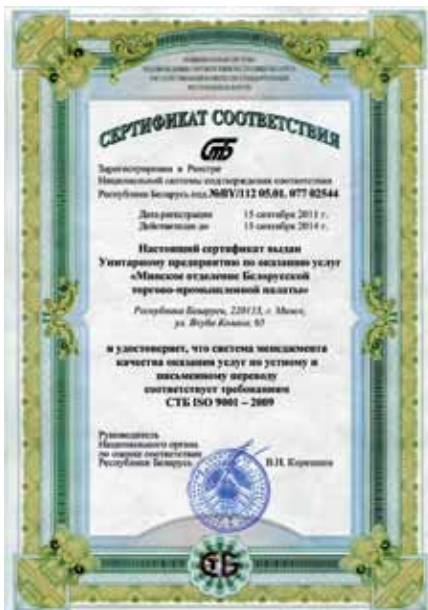 СЕРТИФИКАТ СООТВЕТСТВИЯ
СТБ
Зарегистрирован в Реестре
Национальной системы подтверждения соответствия
Республики Беларусь под №BY/112 05.01. 077 02544
Дата регистрации 15 сентября 2011 г.
Действителен до 15 сентября 2014 г.
Настоящий сертификат выдан
Унитарному предприятию по оказанию услуг
«Минское отделение Белорусской
торгово-промышленной палаты»
Республика Беларусь, 220113, г. Минск,
ул. Якуба Коласа, 65
и удостоверяет, что система менеджмента
качества оказания услуг по устному и
письменному переводу
соответствует требованиям
СТБ ISO 9001 – 2009
Руководитель
Национального органа
по оценке соответствия
Республики Беларусь В.Н. Корешков
СТБ